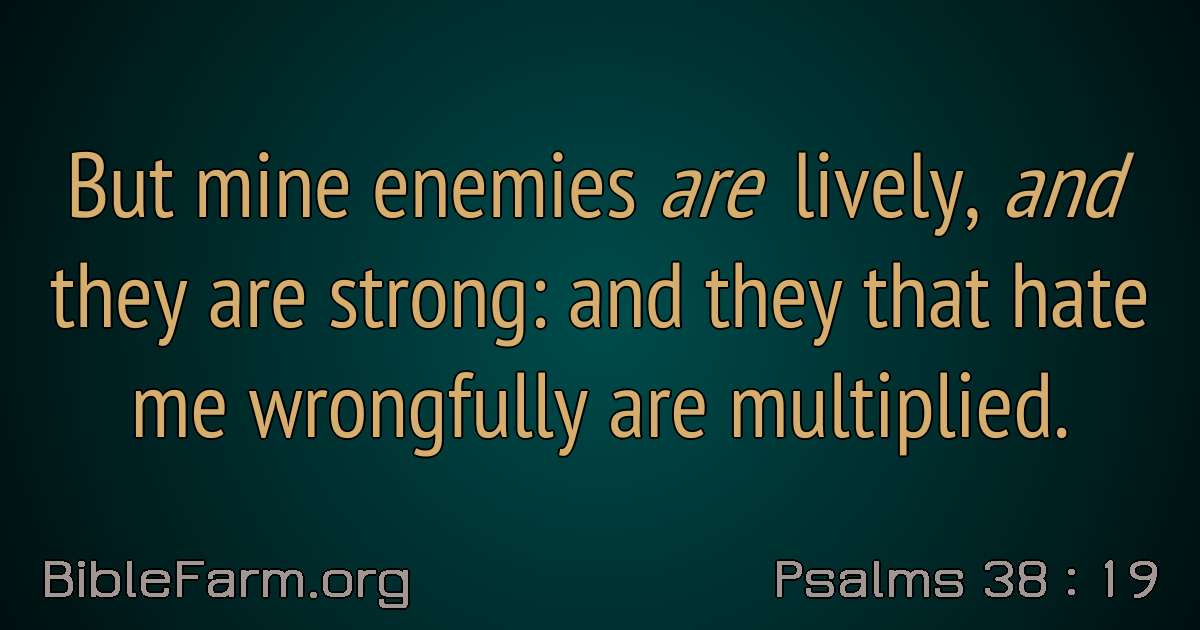 But mine enemies are lively, and
they are strong: and they that hate
me wrongfully are multiplied.
BibleFarm.org
Psalms 38 : 19